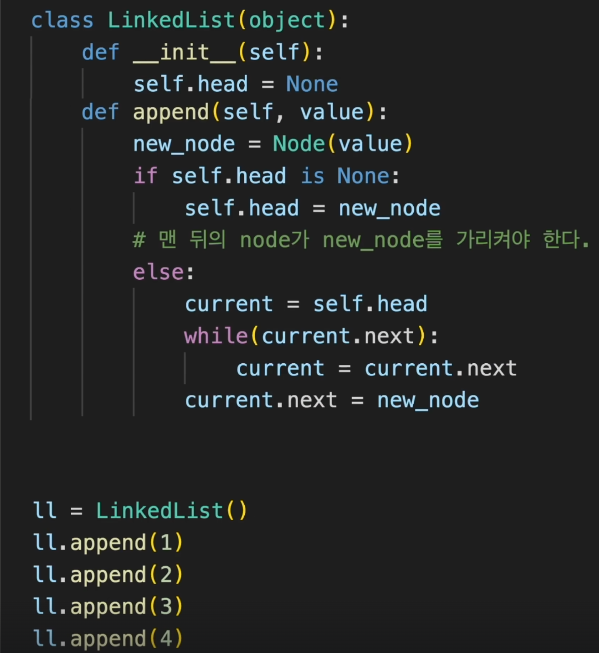 class LinkedList(object):
    def __init__(self):
        self.head = None
    def append(self, value):
        new_node = Node(value)
        if self.head is None:
            self.head = new_node
        # 맨 뒤의 node가 new_node를 가리켜야 한다.
        else:
            current = self.head
            while(current.next):
                current = current.next
            current.next = new_node
ll = LinkedList()
ll.append(1)
ll.append(2)
ll.append(3)
ll.append(4)